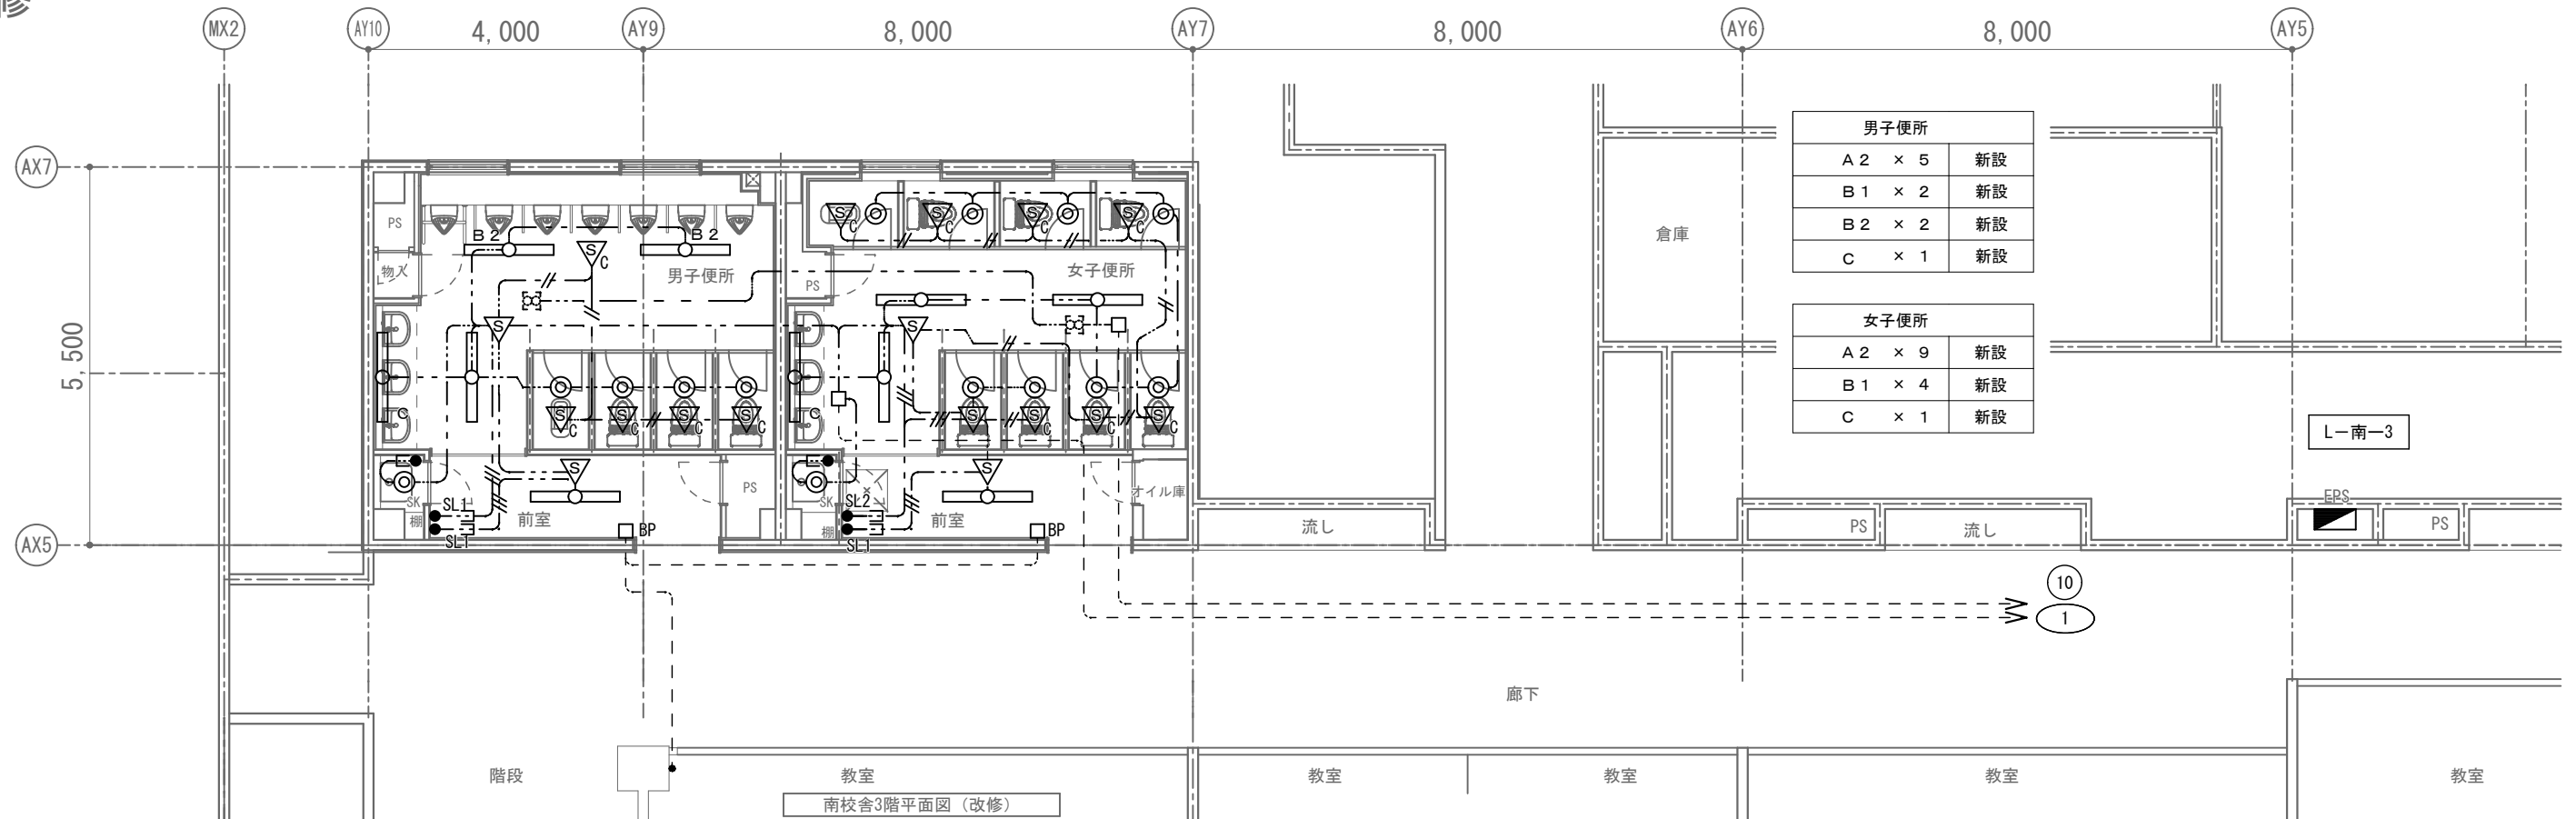 修
MX2
AY10
4,000
AY9
8,000
AY7
8,000
AY6
8,000
AY5
AX7
5,500
AX5
男子便所
A2 × 5 新設
B1 × 2 新設
B2 × 2 新設
C × 1 新設
女子便所
A2 × 9 新設
B1 × 4 新設
C × 1 新設
L－南－3
倉庫
PS
物入
B2
B2
S
C
男子便所
S
C
S
C
S
C
S
C
S
C
S
SK
棚
SL1
SL1
前室
S
PS
BP
S
C
S
C
S
C
S
C
PS
女子便所
S
C
S
C
S
C
S
C
S
C
SK
棚
SL2
SL1
前室
S
オイル庫
BP
流し
PS
流し
EPS
PS
10
1
廊下
階段
教室
教室
教室
教室
教室
南校舎3階平面図（改修）